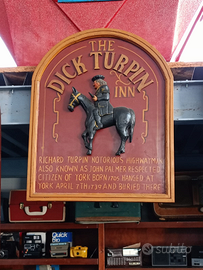 THE
DICK TURPIN
INN
RICHARD TURPIN NOTORIOUS HIGHWAYMAN
ALSO KNOWN AS JOHN PALMER RESPECTED
CITIZEN OF YORK BORN 1705 HANGED AT
YORK APRIL 7TH 1739 AND BURIED THERE
Kodak
subito